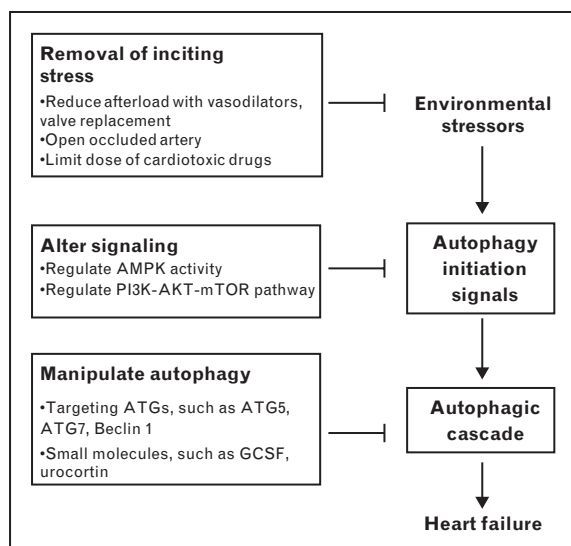 Removal of inciting
stress
•Reduce afterload with vasodilators,
valve replacement
•Open occluded artery
•Limit dose of cardiotoxic drugs
Environmental
stressors
Alter signaling
•Regulate AMPK activity
•Regulate PI3K-AKT-mTOR pathway
Autophagy
initiation
signals
Manipulate autophagy
•Targeting ATGs, such as ATG5,
ATG7, Beclin 1
•Small molecules, such as GCSF,
urocortin
Autophagic
cascade
Heart failure